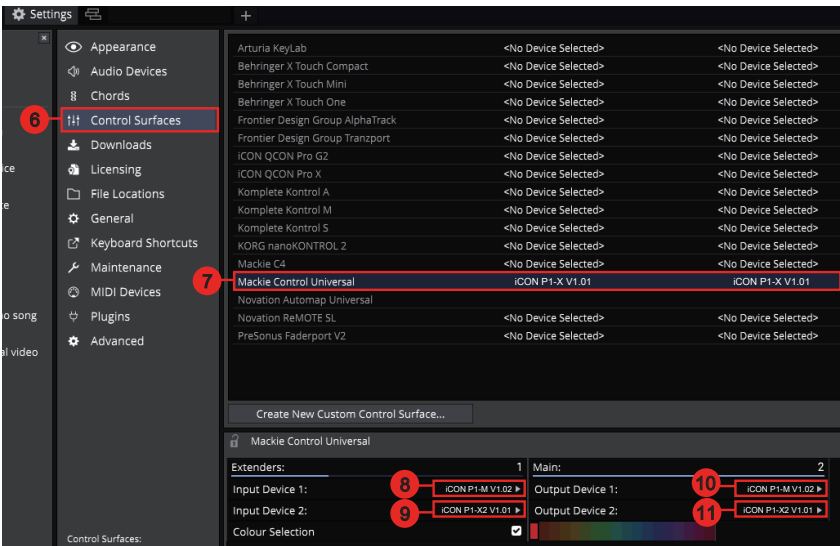 Settings
+
Appearance
Audio Devices
Chords
6 Control Surfaces
Downloads
ice Licensing
File Locations
General
Keyboard Shortcuts
Maintenance
MIDI Devices
o song Plugins
al video Advanced
Control Surfaces:
Arturia KeyLab <No Device Selected> <No Device Selected>
Behringer X Touch Compact <No Device Selected> <No Device Selected>
Behringer X Touch Mini <No Device Selected> <No Device Selected>
Behringer X Touch One <No Device Selected> <No Device Selected>
Frontier Design Group AlphaTrack <No Device Selected> <No Device Selected>
Frontier Design Group Tranzport <No Device Selected> <No Device Selected>
iCON QCON Pro G2 <No Device Selected> <No Device Selected>
iCON QCON Pro X <No Device Selected> <No Device Selected>
Komplete Kontrol A <No Device Selected> <No Device Selected>
Komplete Kontrol M <No Device Selected> <No Device Selected>
Komplete Kontrol S <No Device Selected> <No Device Selected>
KORG nanoKONTROL 2 <No Device Selected> <No Device Selected>
Mackie C4 <No Device Selected> <No Device Selected>
7 Mackie Control Universal iCON P1-X V1.01 iCON P1-X V1.01
Novation Automap Universal
Novation ReMOTE SL <No Device Selected> <No Device Selected>
PreSonus Faderport V2 <No Device Selected> <No Device Selected>
Create New Custom Control Surface...
Mackie Control Universal
Extenders: 1 Main: 2
Input Device 1: 8 iCON P1-M V1.02 Output Device 1: 10 iCON P1-M V1.02
Input Device 2: 9 iCON P1-X2 V1.01 Output Device 2: 11 iCON P1-X2 V1.01
Colour Selection